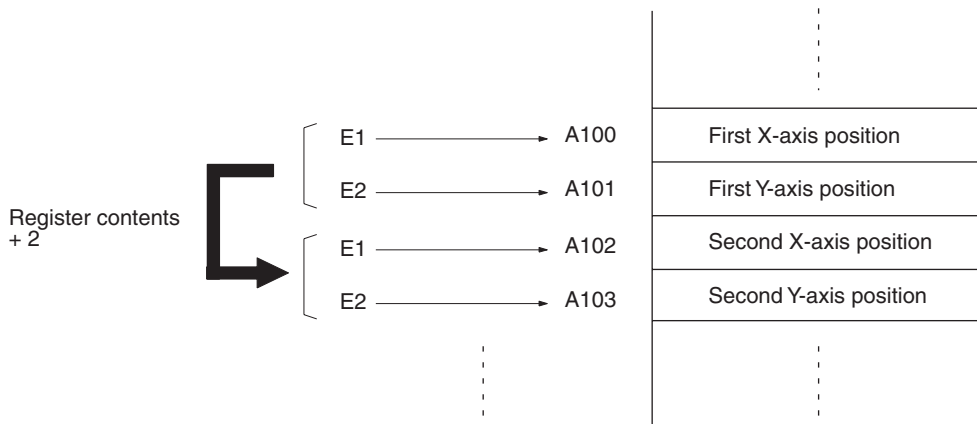 E1 A100 First X-axis position
E2 A101 First Y-axis position
Register contents
+ 2
E1 A102 Second X-axis position
E2 A103 Second Y-axis position